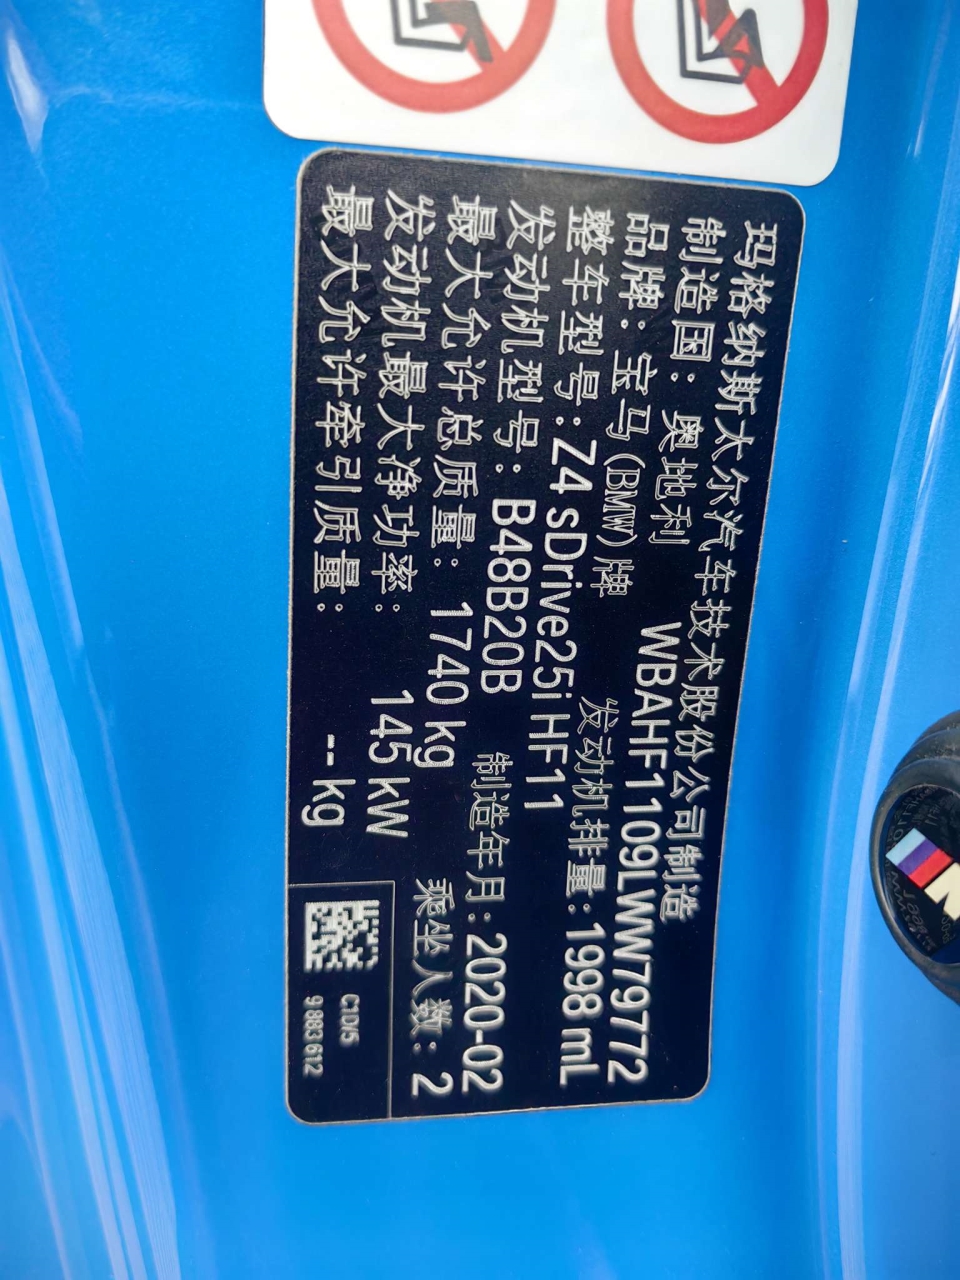 玛格纳斯太尔汽车技术股份公司制造
制造国：奥地利 WBAHF1109LWW79772
品牌：宝马(BMW)牌 发动机排量：1998 mL
整车型号：Z4 sDrive25i HF11
发动机型号：B48B20B 制造年月：2020-02
最大允许总质量：1740 kg 乘坐人数：2
发动机最大净功率：145 kW
最大允许牵引质量：-- kg
C1D/5
9 883 612